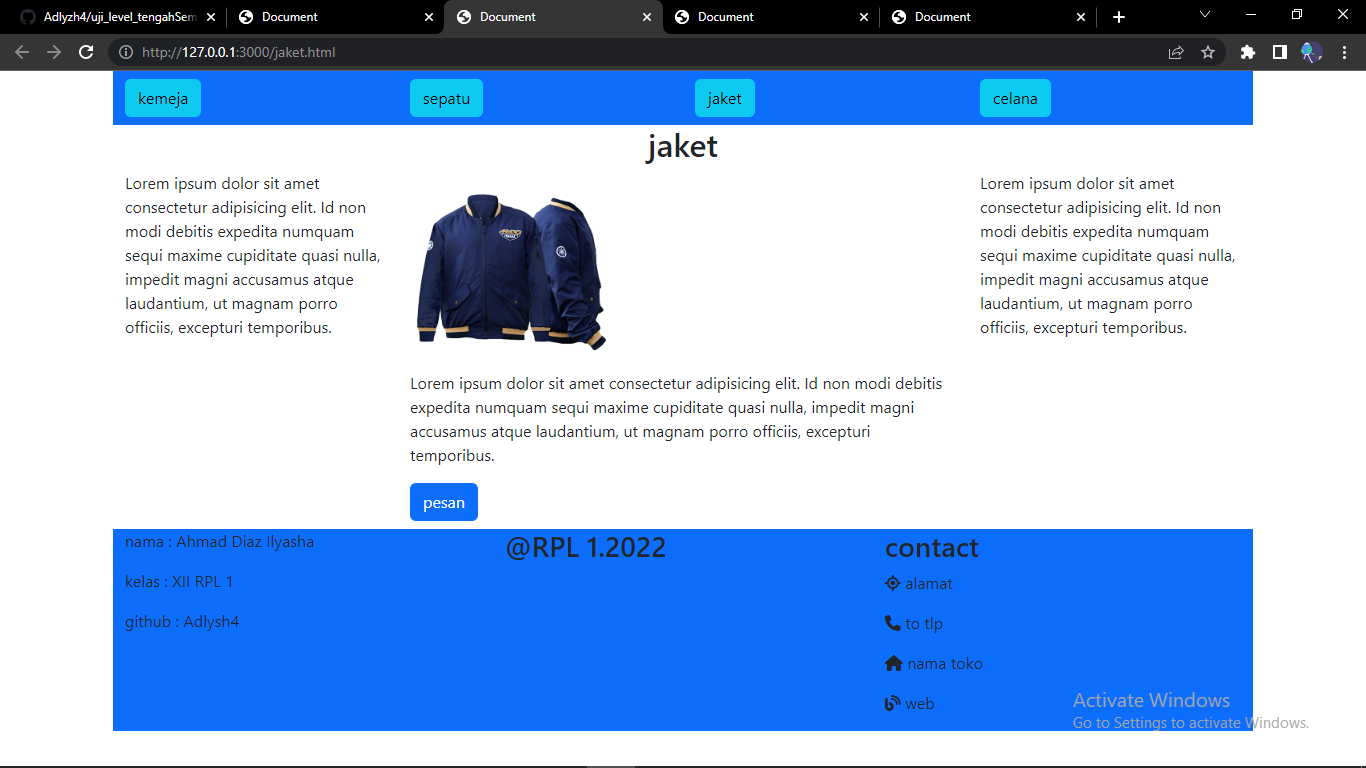 Adlyzh4/uji_level_tengahSem
Document
Document
Document
Document
http://127.0.0.1:3000/jaket.html
kemeja
sepatu
jaket
celana
jaket
Lorem ipsum dolor sit amet
consectetur adipisicing elit. Id non
modi debitis expedita numquam
sequi maxime cupiditate quasi nulla,
impedit magni accusamus atque
laudantium, ut magnam porro
officiis, excepturi temporibus.
Lorem ipsum dolor sit amet consectetur adipisicing elit. Id non modi debitis
expedita numquam sequi maxime cupiditate quasi nulla, impedit magni
accusamus atque laudantium, ut magnam porro officiis, excepturi
temporibus.
pesan
Lorem ipsum dolor sit amet
consectetur adipisicing elit. Id non
modi debitis expedita numquam
sequi maxime cupiditate quasi nulla,
impedit magni accusamus atque
laudantium, ut magnam porro
officiis, excepturi temporibus.
nama : Ahmad Diaz Ilyasha
kelas : XII RPL 1
github : Adlysh4
@RPL 1.2022
contact
alamat
to tlp
nama toko
web
Activate Windows
Go to Settings to activate Windows.